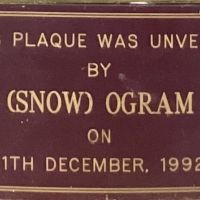 PLAQUE WAS UNVE
BY
(SNOW) OGRAM
ON
1TH DECEMBER, 1992